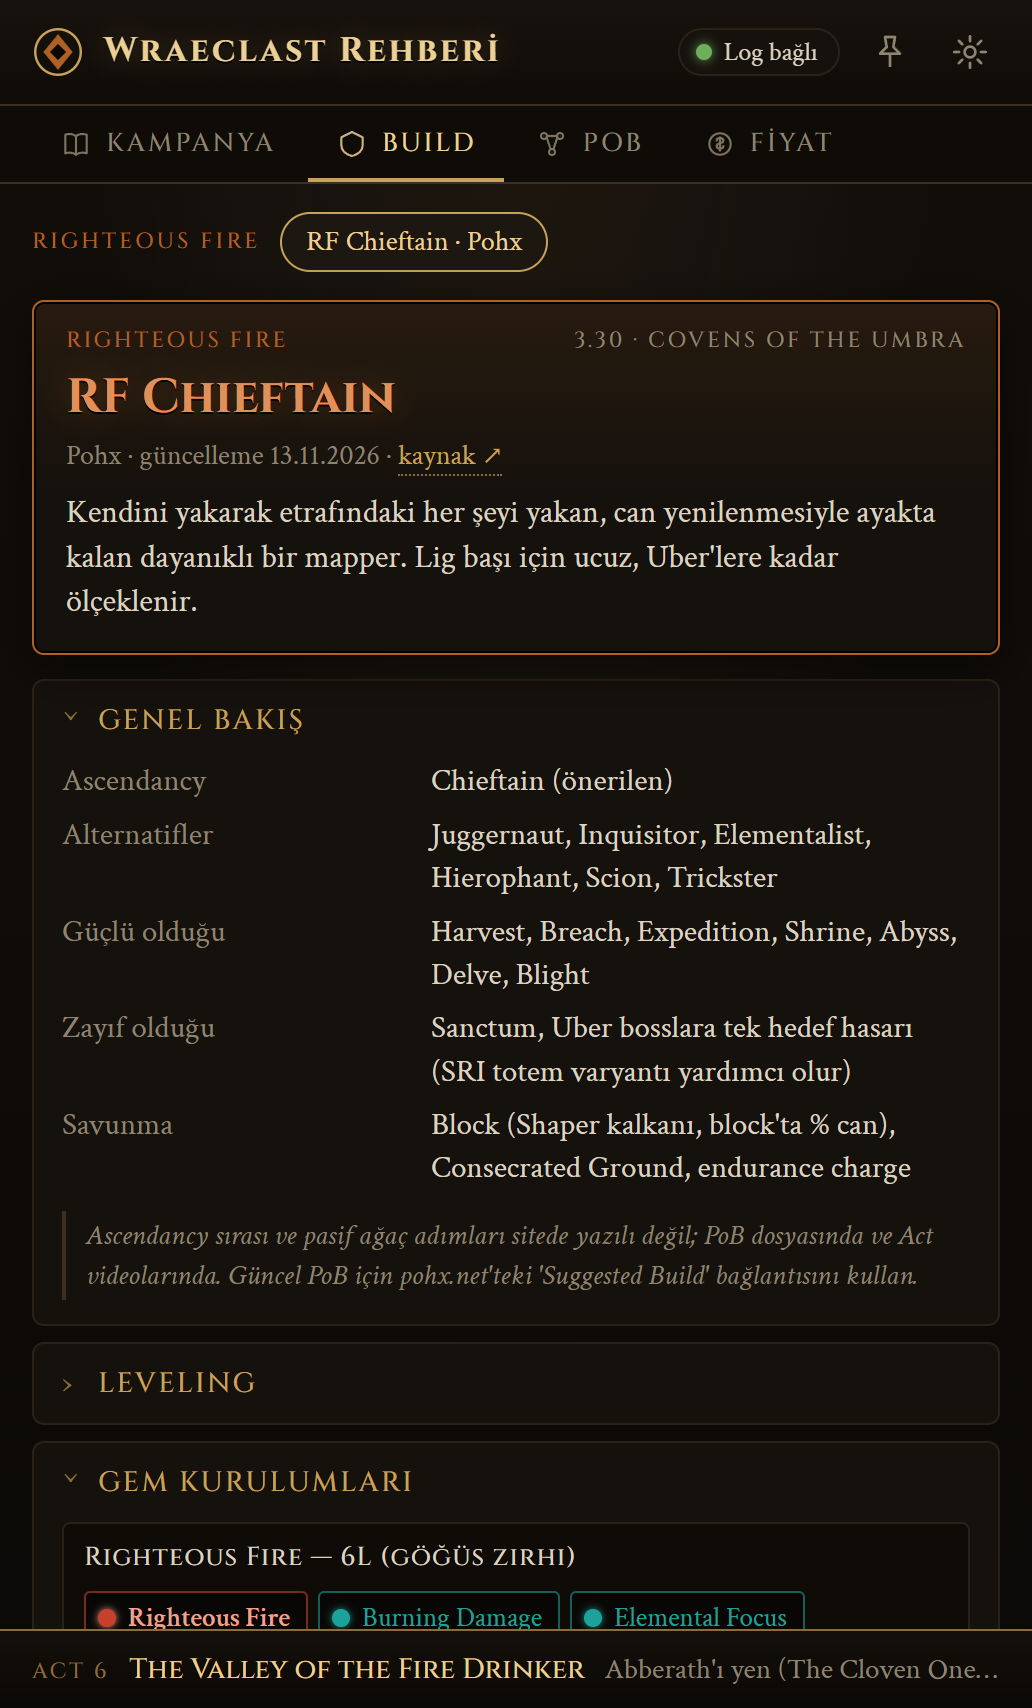 Wraeclast Rehberi
Log bağlı
KAMPANYA
BUILD
POB
FİYAT
RIGHTEOUS FIRE
RF Chieftain · Pohx
RIGHTEOUS FIRE
3.30 · COVENS OF THE UMBRA
RF Chieftain
Pohx · güncelleme 13.11.2026 · kaynak ↗
Kendini yakarak etrafındaki her şeyi yakan, can yenilenmesiyle ayakta
kalan dayanıklı bir mapper. Lig başı için ucuz, Uber'lere kadar
ölçeklenir.
GENEL BAKIŞ
Ascendancy
Chieftain (önerilen)
Alternatifler
Juggernaut, Inquisitor, Elementalist,
Hierophant, Scion, Trickster
Güçlü olduğu
Harvest, Breach, Expedition, Shrine, Abyss,
Delve, Blight
Zayıf olduğu
Sanctum, Uber bosslara tek hedef hasarı
(SRI totem varyantı yardımcı olur)
Savunma
Block (Shaper kalkanı, block'ta % can),
Consecrated Ground, endurance charge
Ascendancy sırası ve pasif ağaç adımları sitede yazılı değil; PoB dosyasında ve Act
videolarında. Güncel PoB için pohx.net'teki 'Suggested Build' bağlantısını kullan.
LEVELING
GEM KURULUMLARI
Righteous Fire — 6L (göğüs zırhı)
Righteous Fire
Burning Damage
Elemental Focus
ACT 6
The Valley of the Fire Drinker
Abberath'ı yen (The Cloven One...